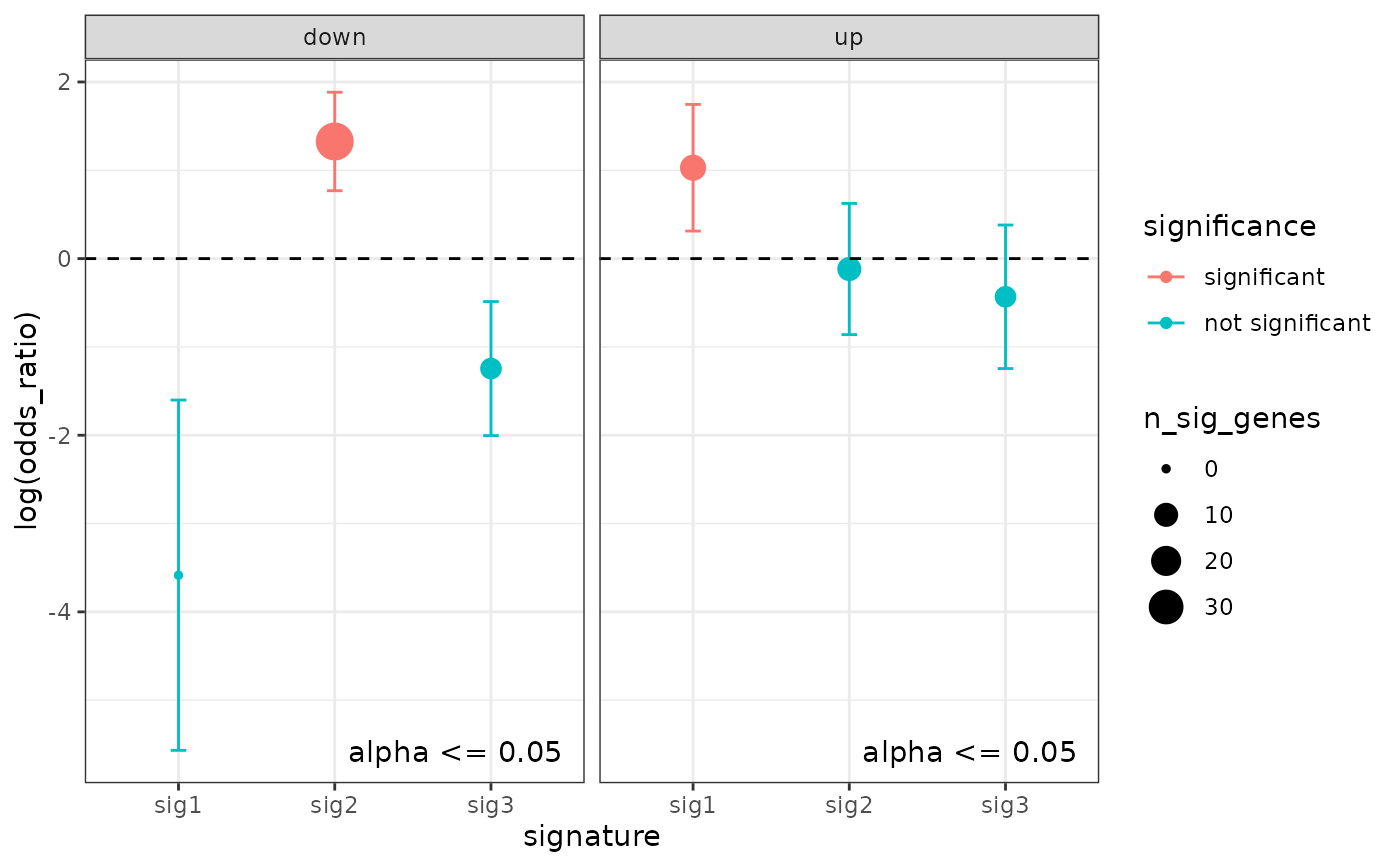 down
up
2
0
-2
-4
log(odds_ratio)
alpha <= 0.05
alpha <= 0.05
sig1
sig2
sig3
sig1
sig2
sig3
signature
significance
significant
not significant
n_sig_genes
0
10
20
30